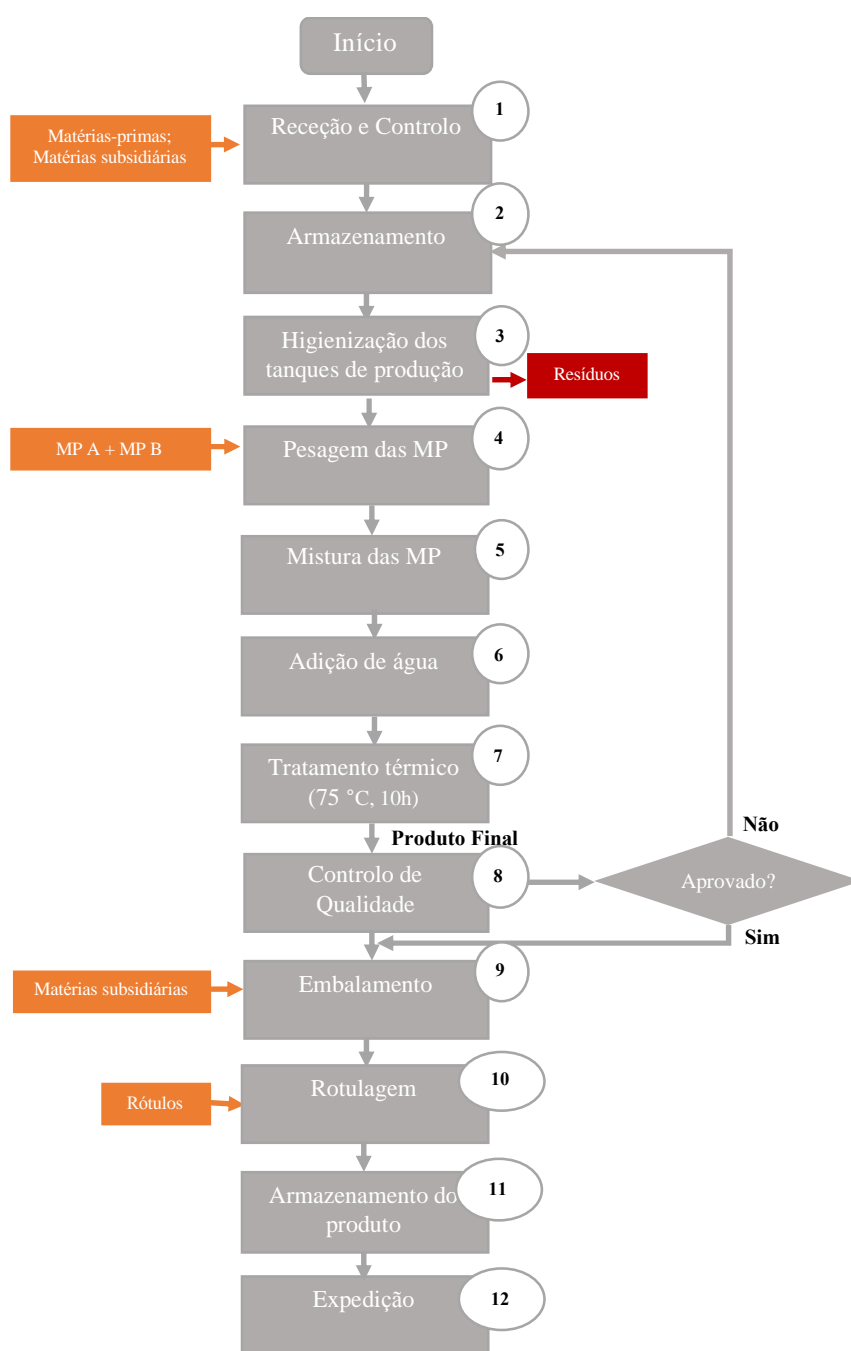 Início
1
Receção e Controlo
Matérias-primas;
Matérias subsidiárias
2
Armazenamento
3
Higienização dos
tanques de produção
Resíduos
4
MP A + MP B
Pesagem das MP
5
Mistura das MP
6
Adição de água
7
Tratamento térmico
(75 °C, 10h)
Produto Final
Não
8
Controlo de
Qualidade
Aprovado?
Sim
9
Matérias subsidiárias
Embalamento
10
Rótulos
Rotulagem
11
Armazenamento do
produto
12
Expedição